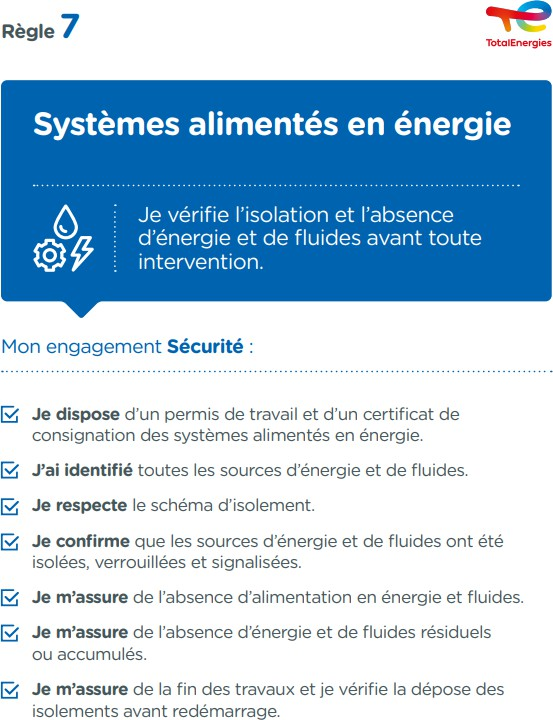 Règle 7
TotalEnergies
Systèmes alimentés en énergie
Je vérifie l'isolation et l'absence
d'énergie et de fluides avant toute
intervention.
Mon engagement Sécurité :
Je dispose d'un permis de travail et d'un certificat de
consignation des systèmes alimentés en énergie.
J'ai identifié toutes les sources d'énergie et de fluides.
Je respecte le schéma d'isolement.
Je confirme que les sources d'énergie et de fluides ont été
isolées, verrouillées et signalisées.
Je m'assure de l'absence d'alimentation en énergie et fluides.
Je m'assure de l'absence d'énergie et de fluides résiduels
ou accumulés.
Je m'assure de la fin des travaux et je vérifie la dépose des
isolements avant redémarrage.